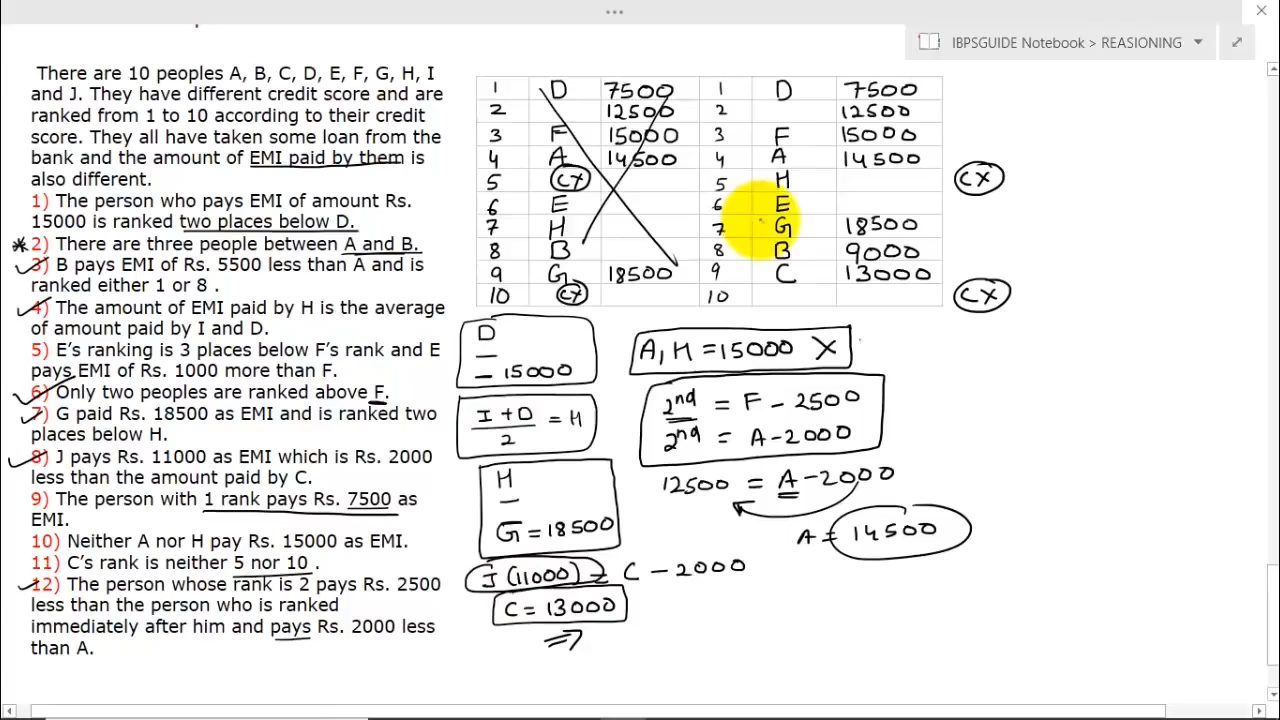 IBPSGUIDE Notebook > REASONING
There are 10 peoples A, B, C, D, E, F, G, H, I
and J. They have different credit score and are
ranked from 1 to 10 according to their credit
score. They all have taken some loan from the
bank and the amount of EMI paid by them is
also different.
1) The person who pays EMI of amount Rs.
15000 is ranked two places below D.
2) There are three people between A and B.
3) B pays EMI of Rs. 5500 less than A and is
ranked either 1 or 8 .
4) The amount of EMI paid by H is the average
of amount paid by I and D.
5) E's ranking is 3 places below F's rank and E
pays EMI of Rs. 1000 more than F.
6) Only two peoples are ranked above F.
7) G paid Rs. 18500 as EMI and is ranked two
places below H.
8) J pays Rs. 11000 as EMI which is Rs. 2000
less than the amount paid by C.
9) The person with 1 rank pays Rs. 7500 as
EMI.
10) Neither A nor H pay Rs. 15000 as EMI.
11) C's rank is neither 5 nor 10 .
12) The person whose rank is 2 pays Rs. 2500
less than the person who is ranked
immediately after him and pays Rs. 2000 less
than A.
1 D 7500 1 D 7500
2 12500 2 12500
3 F 15000 3 F 15000
4 A 14500 4 A 14500
5 CX 5 H CX
6 E 6 E
7 H 7 G 18500
8 B 8 B 9000
9 G 18500 9 C 13000
10 CX 10 CX
D
—
— 15000
I + D
2
= H
H
—
G = 18500
J (11000) = C - 2000
C = 13000
⇒
A, H = 15000 X
2nd = F - 2500
2nd = A - 2000
12500 = A - 2000
A = 14500